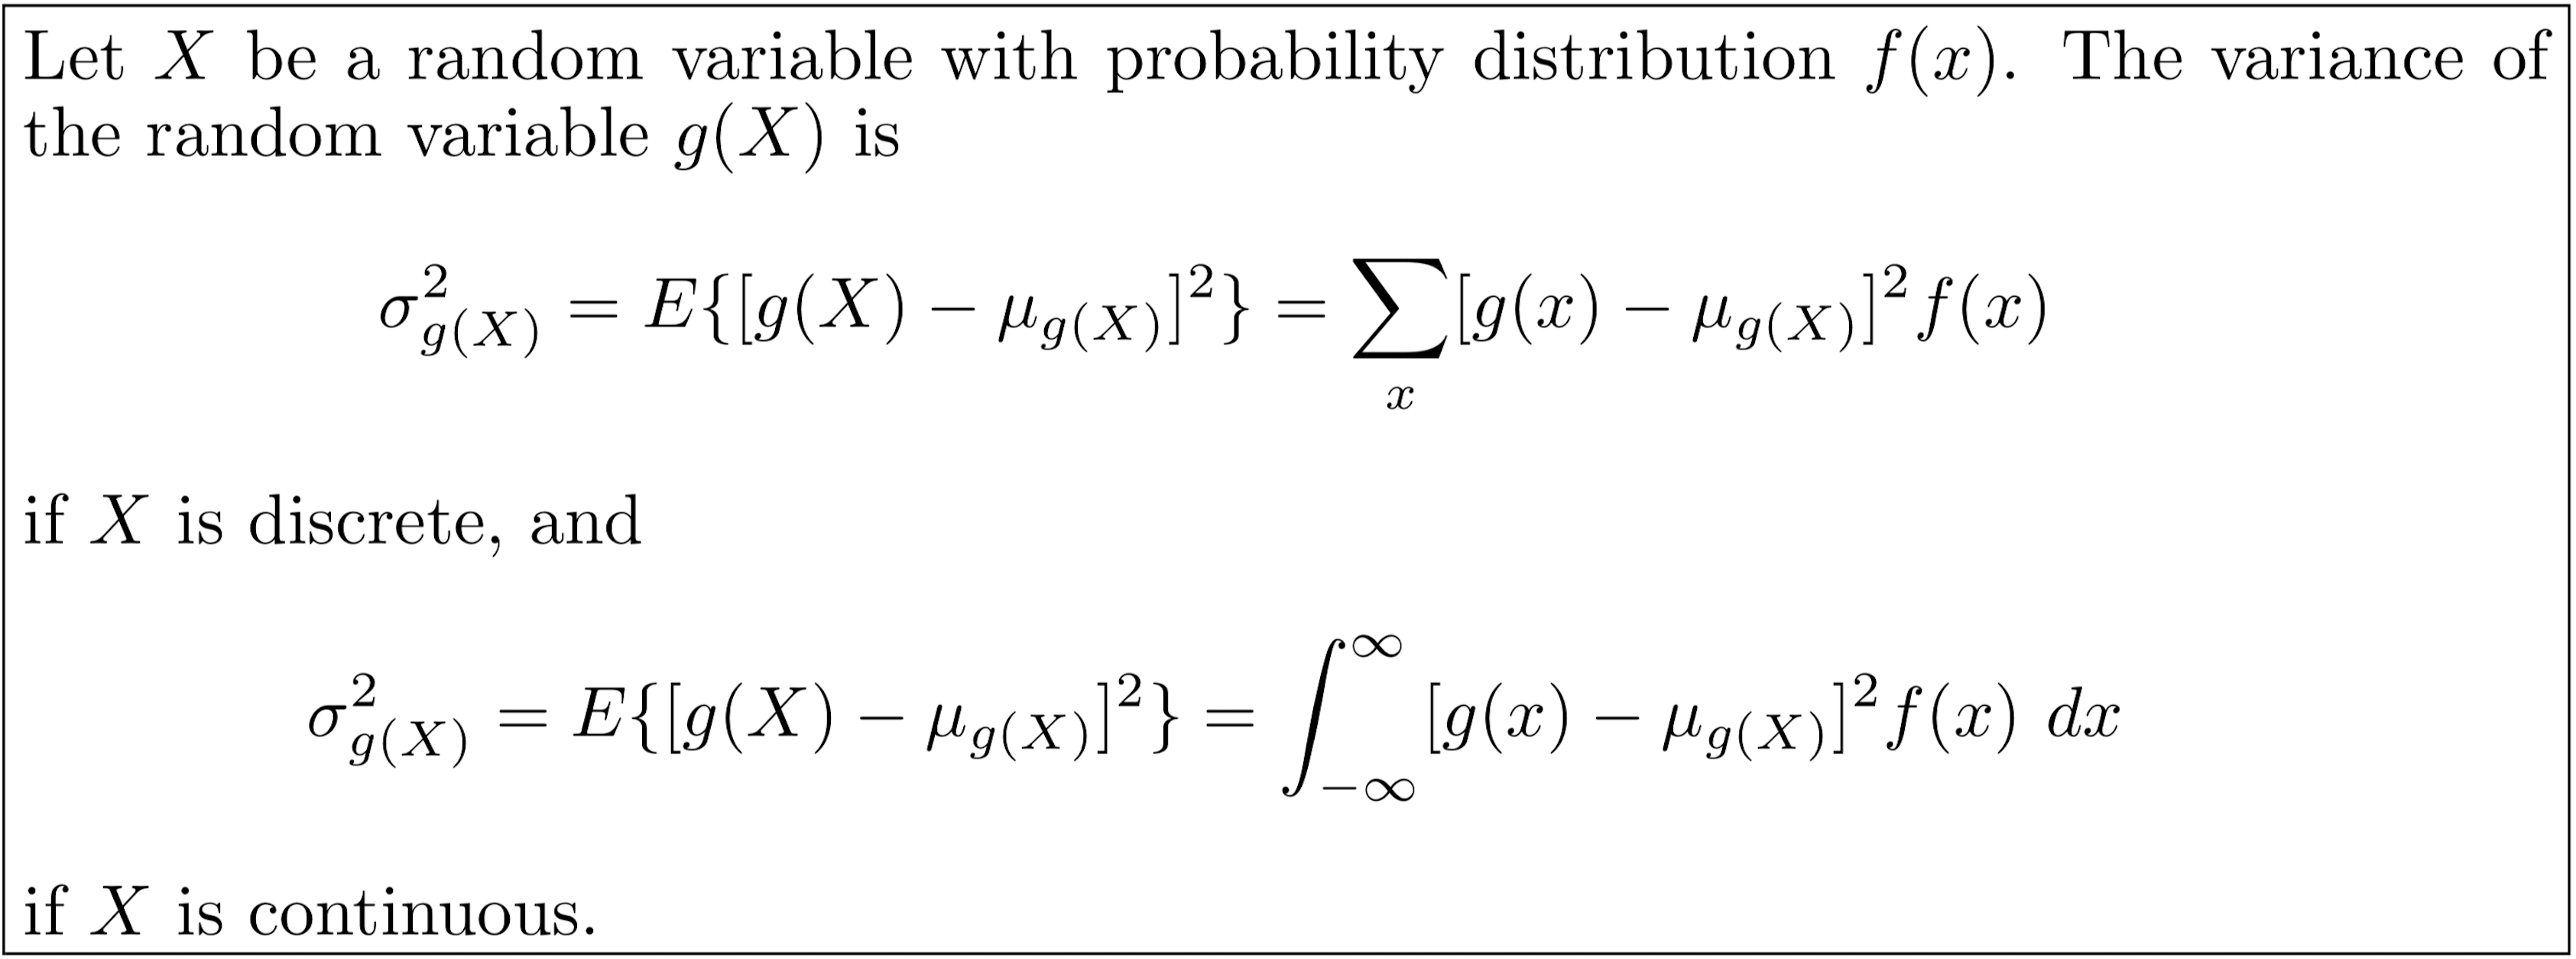 Let X be a random variable with probability distribution f(x). The variance of
the random variable g(X) is
σ²_{g(X)} = E{[g(X) − μ_{g(X)}]²} = ∑_x [g(x) − μ_{g(X)}]² f(x)
if X is discrete, and
σ²_{g(X)} = E{[g(X) − μ_{g(X)}]²} = ∫_{−∞}^{∞} [g(x) − μ_{g(X)}]² f(x) dx
if X is continuous.